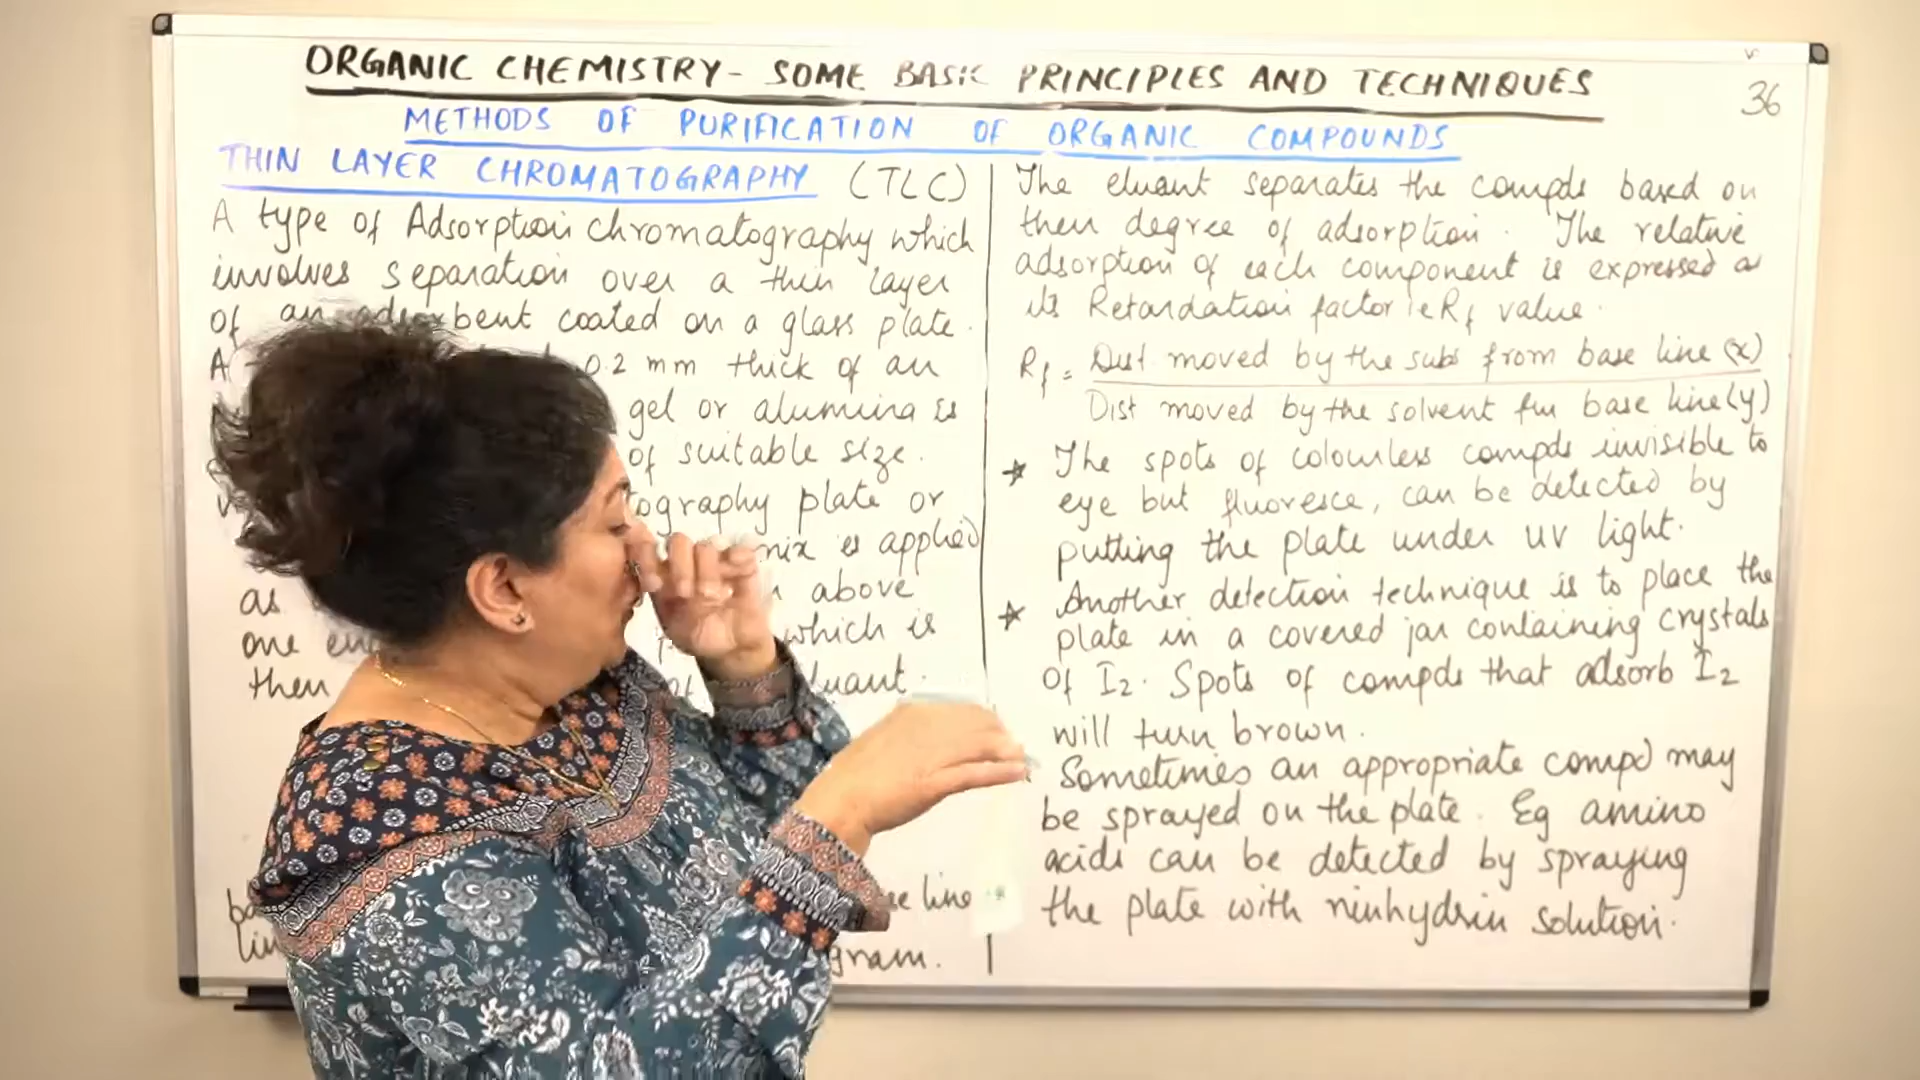 ORGANIC CHEMISTRY - SOME BASIC PRINCIPLES AND TECHNIQUES
36
METHODS OF PURIFICATION OF ORGANIC COMPOUNDS
THIN LAYER CHROMATOGRAPHY (TLC)
A type of Adsorption chromatography which
involves separation over a thin layer
of an adsorbent coated on a glass plate.
A 0.2 mm thick of an
gel or alumina is
of suitable size.
plate or
mix is applied
as above
one which is
then of
line
The eluant separates the compds based on
their degree of adsorption. The relative
adsorption of each component is expressed as
its Retardation factor ie Rf value.
Rf = Dist moved by the subs from base line (x)
Dist moved by the solvent fm base line (y)
* The spots of colourless compds invisible to
eye but fluoresce, can be detected by
putting the plate under UV light.
* Another detection technique is to place the
plate in a covered jar containing crystals
of I2. Spots of compds that adsorb I2
will turn brown.
Sometimes an appropriate compd may
be sprayed on the plate. Eg amino
acids can be detected by spraying
the plate with ninhydrin solution.